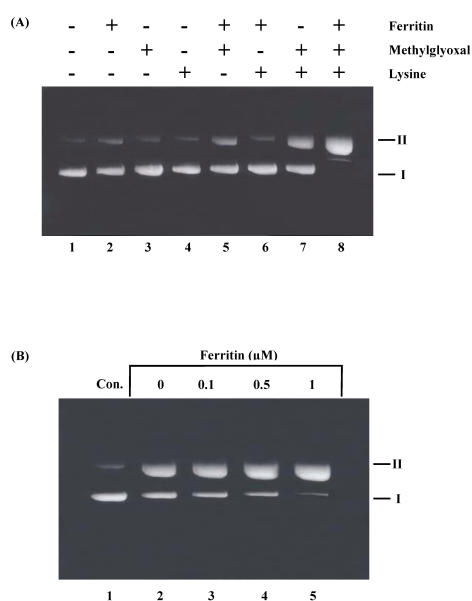 (A) - + - - + + - + Ferritin
- - + - + - + + Methylglyoxal
- - - + - + + + Lysine
II
I
1 2 3 4 5 6 7 8
(B) Ferritin (μM)
Con. 0 0.1 0.5 1
II
I
1 2 3 4 5